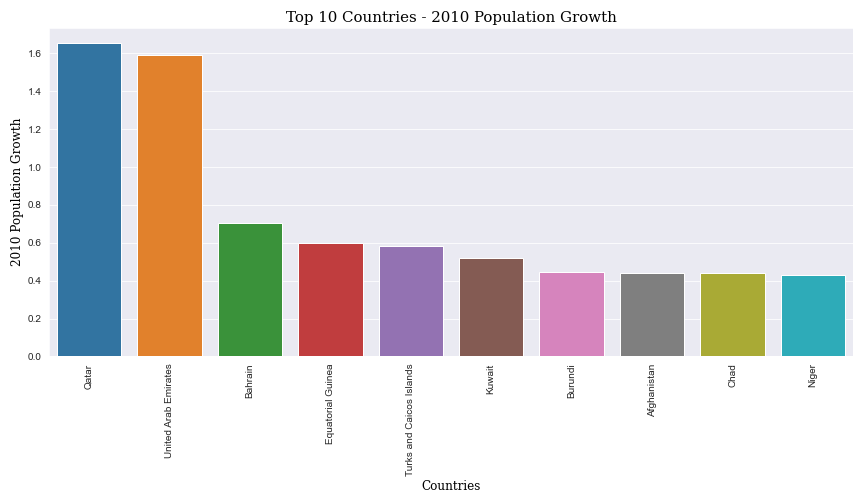 Top 10 Countries - 2010 Population Growth
2010 Population Growth
1.6
1.4
1.2
1.0
0.8
0.6
0.4
0.2
0.0
Qatar
United Arab Emirates
Bahrain
Equatorial Guinea
Turks and Caicos Islands
Kuwait
Burundi
Afghanistan
Chad
Niger
Countries